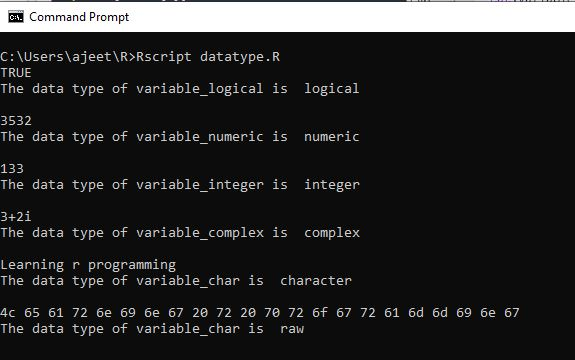 Command Prompt
C:\Users\ajeet\R>Rscript datatype.R
TRUE
The data type of variable_logical is  logical
3532
The data type of variable_numeric is  numeric
133
The data type of variable_integer is  integer
3+2i
The data type of variable_complex is  complex
Learning r programming
The data type of variable_char is  character
4c 65 61 72 6e 69 6e 67 20 72 20 70 72 6f 67 72 61 6d 6d 69 6e 67
The data type of variable_char is  raw